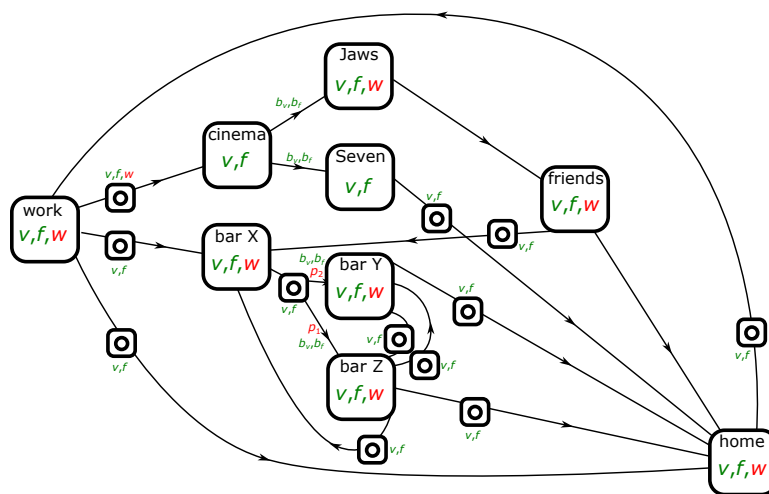 Jaws
v,f,w
b_v,b_f
cinema
v,f
b_v,b_f
Seven
v,f
v,f,w
v,f
friends
v,f,w
work
v,f,w
v,f
bar X
v,f,w
v,f
b_v,b_f
p_2
bar Y
v,f,w
v,f
v,f
p_1
b_v,b_f
v,f
v,f
v,f
bar Z
v,f,w
v,f
v,f
v,f
home
v,f,w